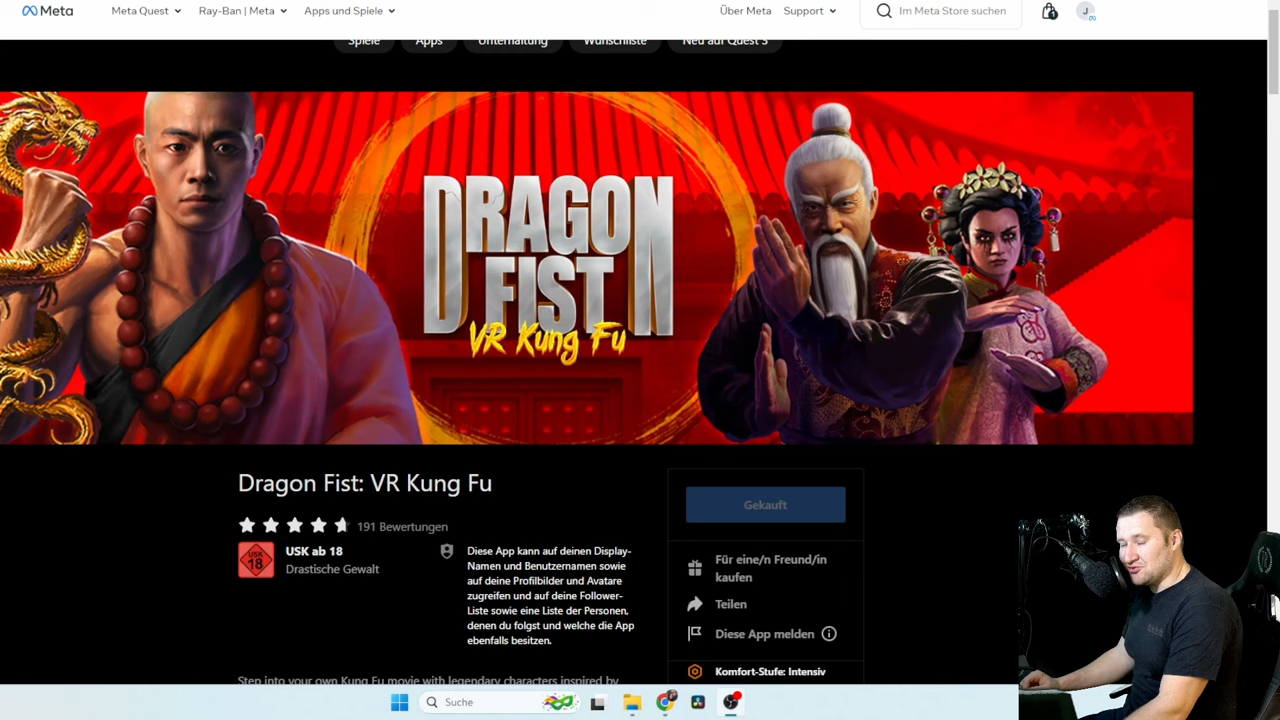 Meta
Meta Quest
Ray-Ban | Meta
Apps und Spiele
Über Meta
Support
Im Meta Store suchen
1
J
Spiele
Apps
Unterhaltung
Wunschliste
Neu auf Quest 3
DRAGON
FIST
VR Kung Fu
Dragon Fist: VR Kung Fu
191 Bewertungen
USK
18
USK ab 18
Drastische Gewalt
Diese App kann auf deinen Display-
Namen und Benutzernamen sowie
auf deine Profilbilder und Avatare
zugreifen und auf deine Follower-
Liste sowie eine Liste der Personen,
denen du folgst und welche die App
ebenfalls besitzen.
Gekauft
Für eine/n Freund/in
kaufen
Teilen
Diese App melden
Komfort-Stufe: Intensiv
Step into your own Kung Fu movie with legendary characters inspired by
Suche